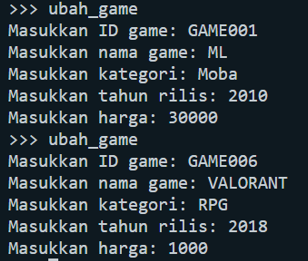 >>> ubah_game
Masukkan ID game: GAME001
Masukkan nama game: ML
Masukkan kategori: Moba
Masukkan tahun rilis: 2010
Masukkan harga: 30000
>>> ubah_game
Masukkan ID game: GAME006
Masukkan nama game: VALORANT
Masukkan kategori: RPG
Masukkan tahun rilis: 2018
Masukkan harga: 1000